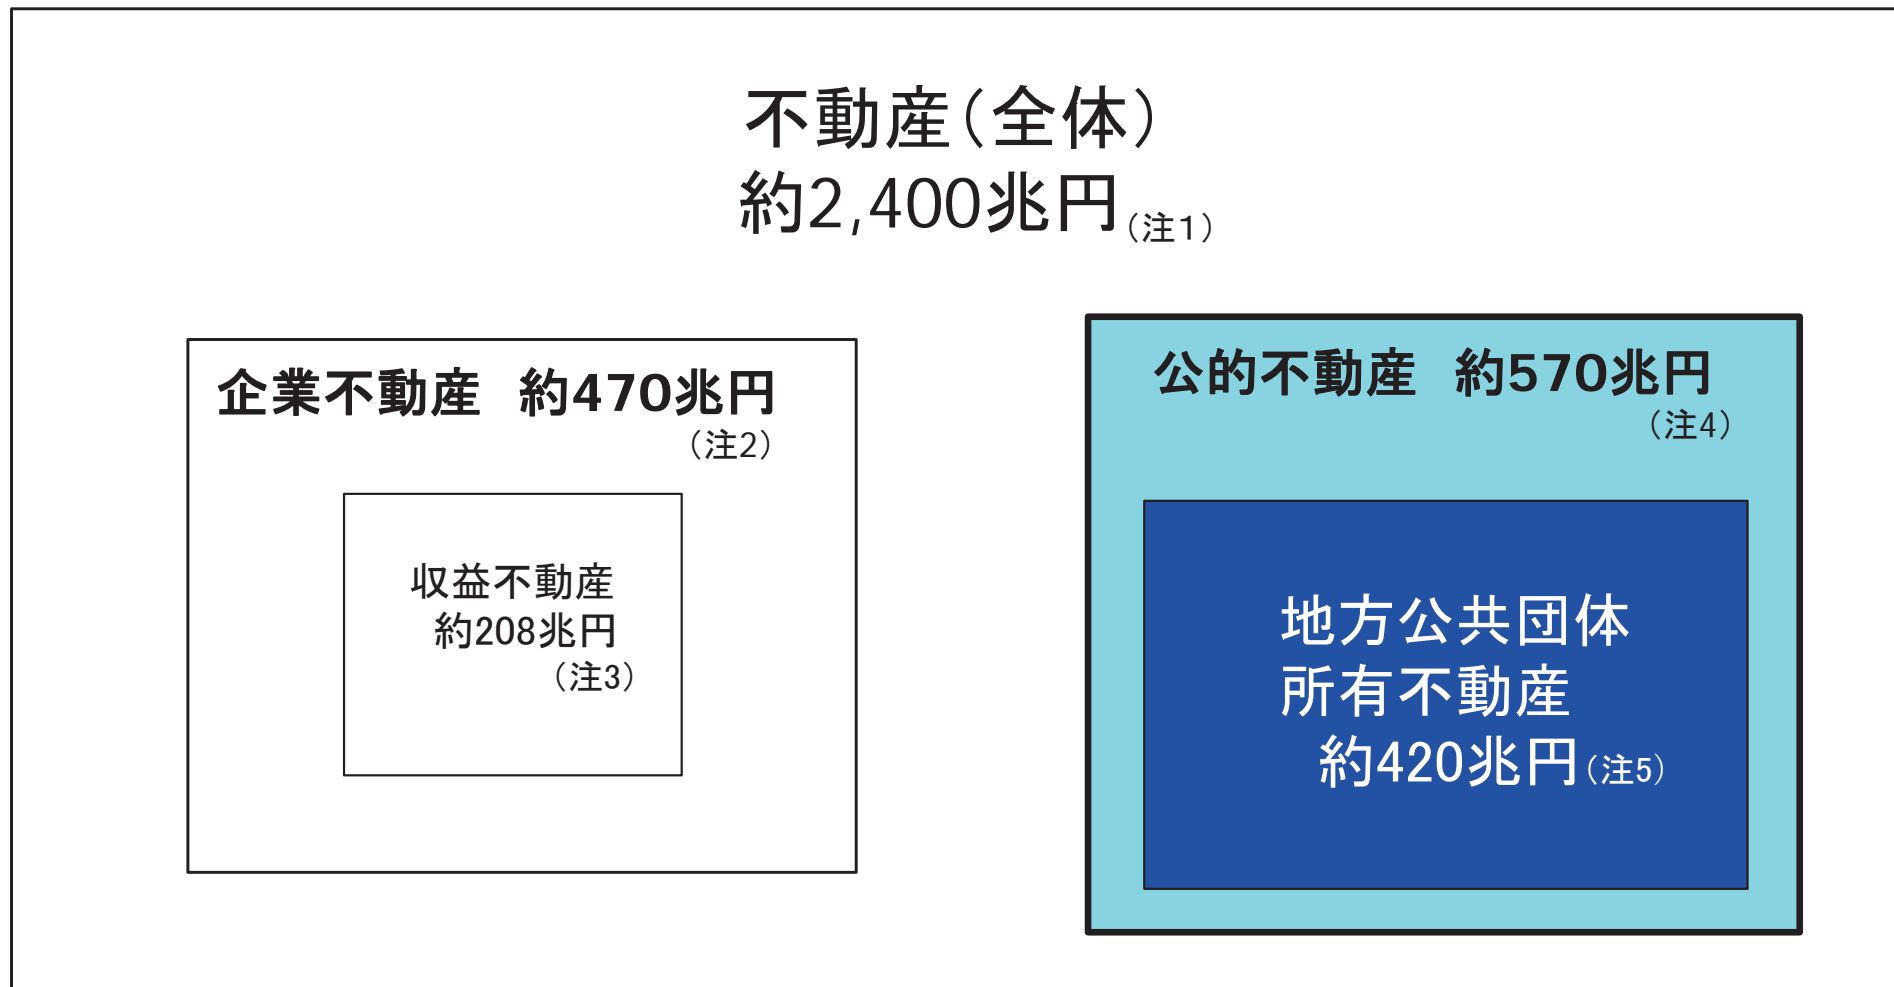 不動産（全体）
約2,400兆円（注1）
企業不動産　約470兆円
（注2）
収益不動産
約208兆円
（注3）
公的不動産　約570兆円
（注4）
地方公共団体
所有不動産
約420兆円（注5）